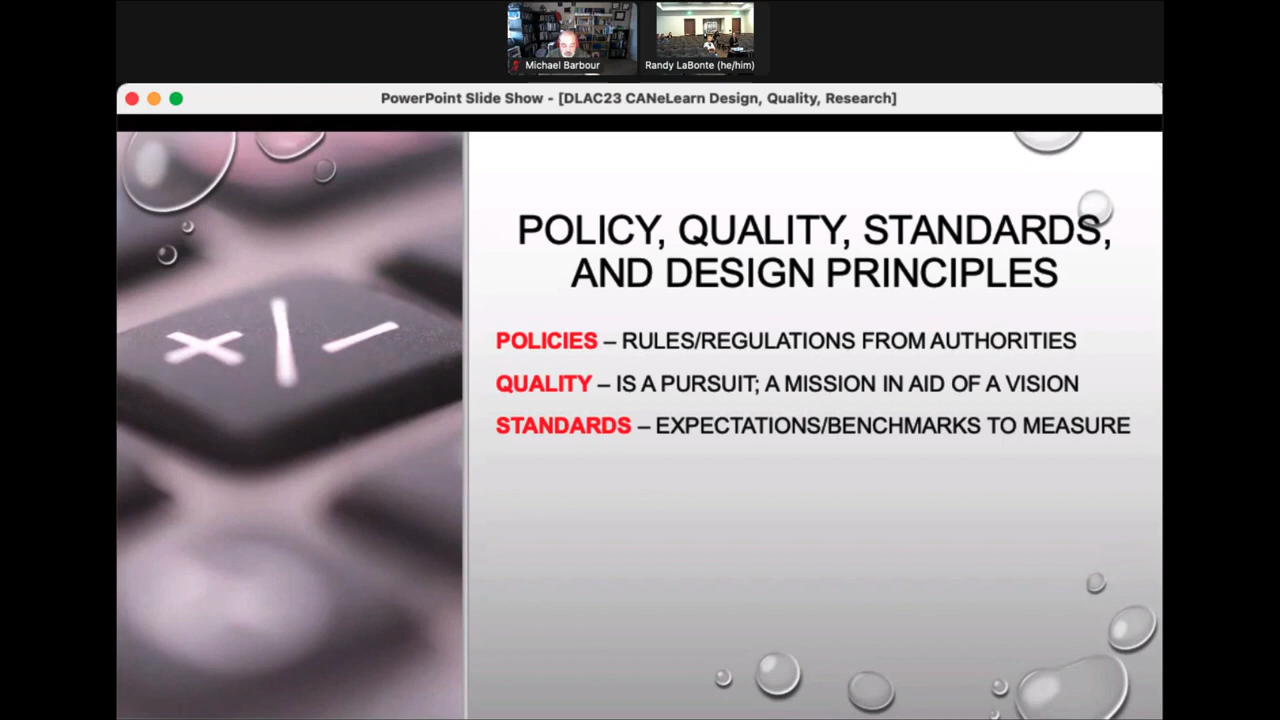 Michael Barbour
Randy LaBonte (he/him)
PowerPoint Slide Show - [DLAC23 CANeLearn Design, Quality, Research]
POLICY, QUALITY, STANDARDS,
AND DESIGN PRINCIPLES
POLICIES – RULES/REGULATIONS FROM AUTHORITIES
QUALITY – IS A PURSUIT; A MISSION IN AID OF A VISION
STANDARDS – EXPECTATIONS/BENCHMARKS TO MEASURE